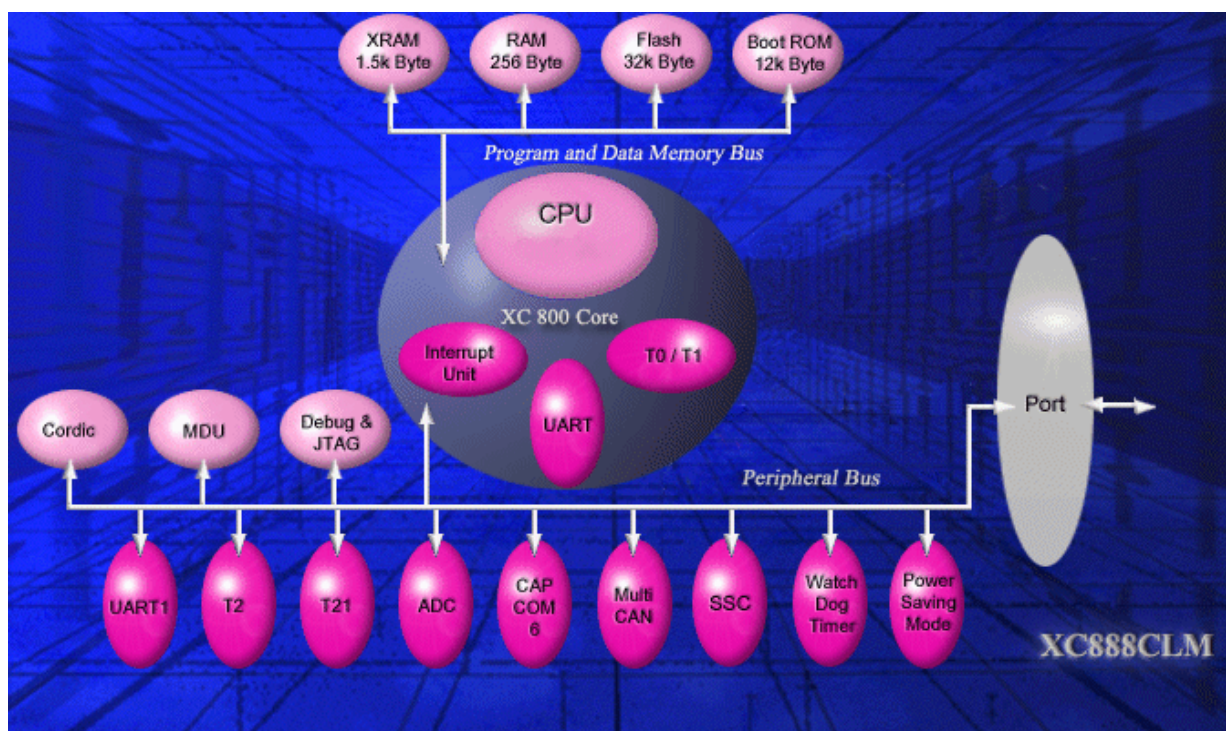 XRAM
1.5k Byte
RAM
256 Byte
Flash
32k Byte
Boot ROM
12k Byte
Program and Data Memory Bus
CPU
XC 800 Core
Interrupt
Unit
T0 / T1
UART
Port
Cordic
MDU
Debug &
JTAG
Peripheral Bus
UART1
T2
T21
ADC
CAP
COM
6
Multi
CAN
SSC
Watch
Dog
Timer
Power
Saving
Mode
XC888CLM